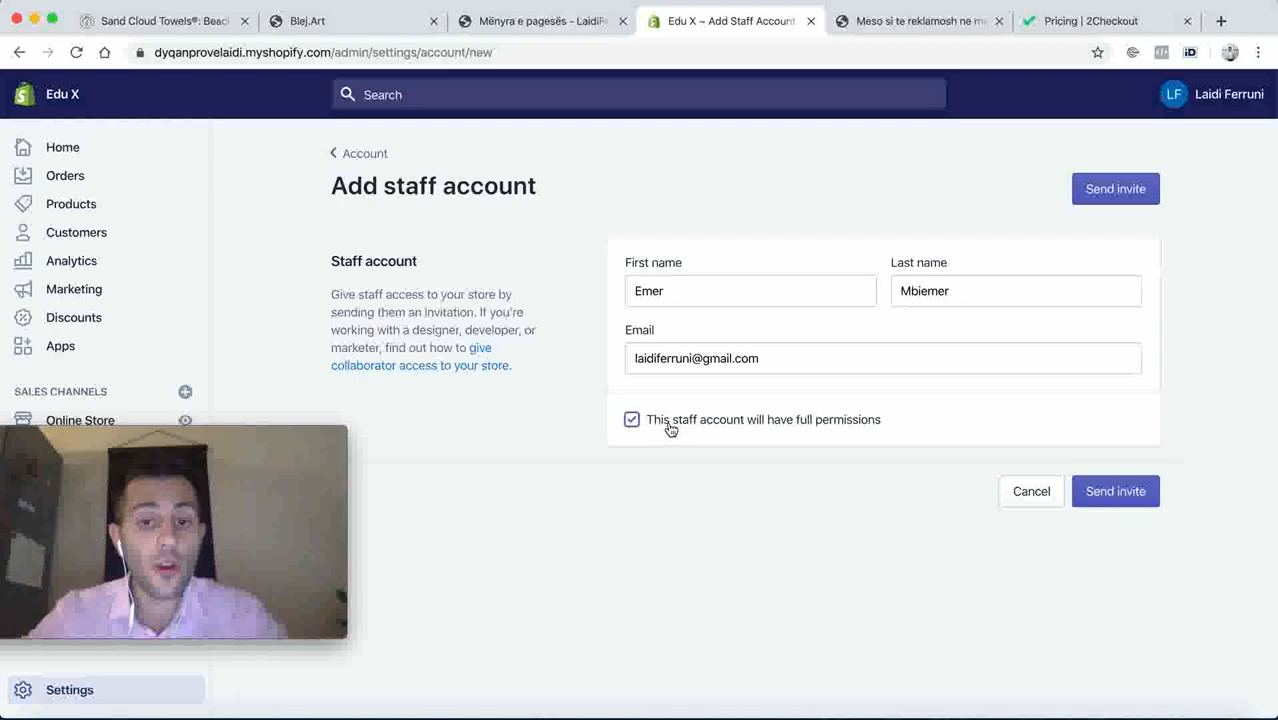 Sand Cloud Towels®: Beac
Blej.Art
Mënyra e pagesës - LaidiFe
Edu X ~ Add Staff Account
Meso si te reklamosh ne me
Pricing | 2Checkout
dyqanprovelaidi.myshopify.com/admin/settings/account/new
iD
Edu X
Search
LF
Laidi Ferruni
Home
Orders
Products
Customers
Analytics
Marketing
Discounts
Apps
SALES CHANNELS
Online Store
Settings
Account
Add staff account
Send invite
Staff account
Give staff access to your store by
sending them an invitation. If you're
working with a designer, developer, or
marketer, find out how to give
collaborator access to your store.
First name
Last name
Emer
Mbiemer
Email
laidiferruni@gmail.com
This staff account will have full permissions
Cancel
Send invite